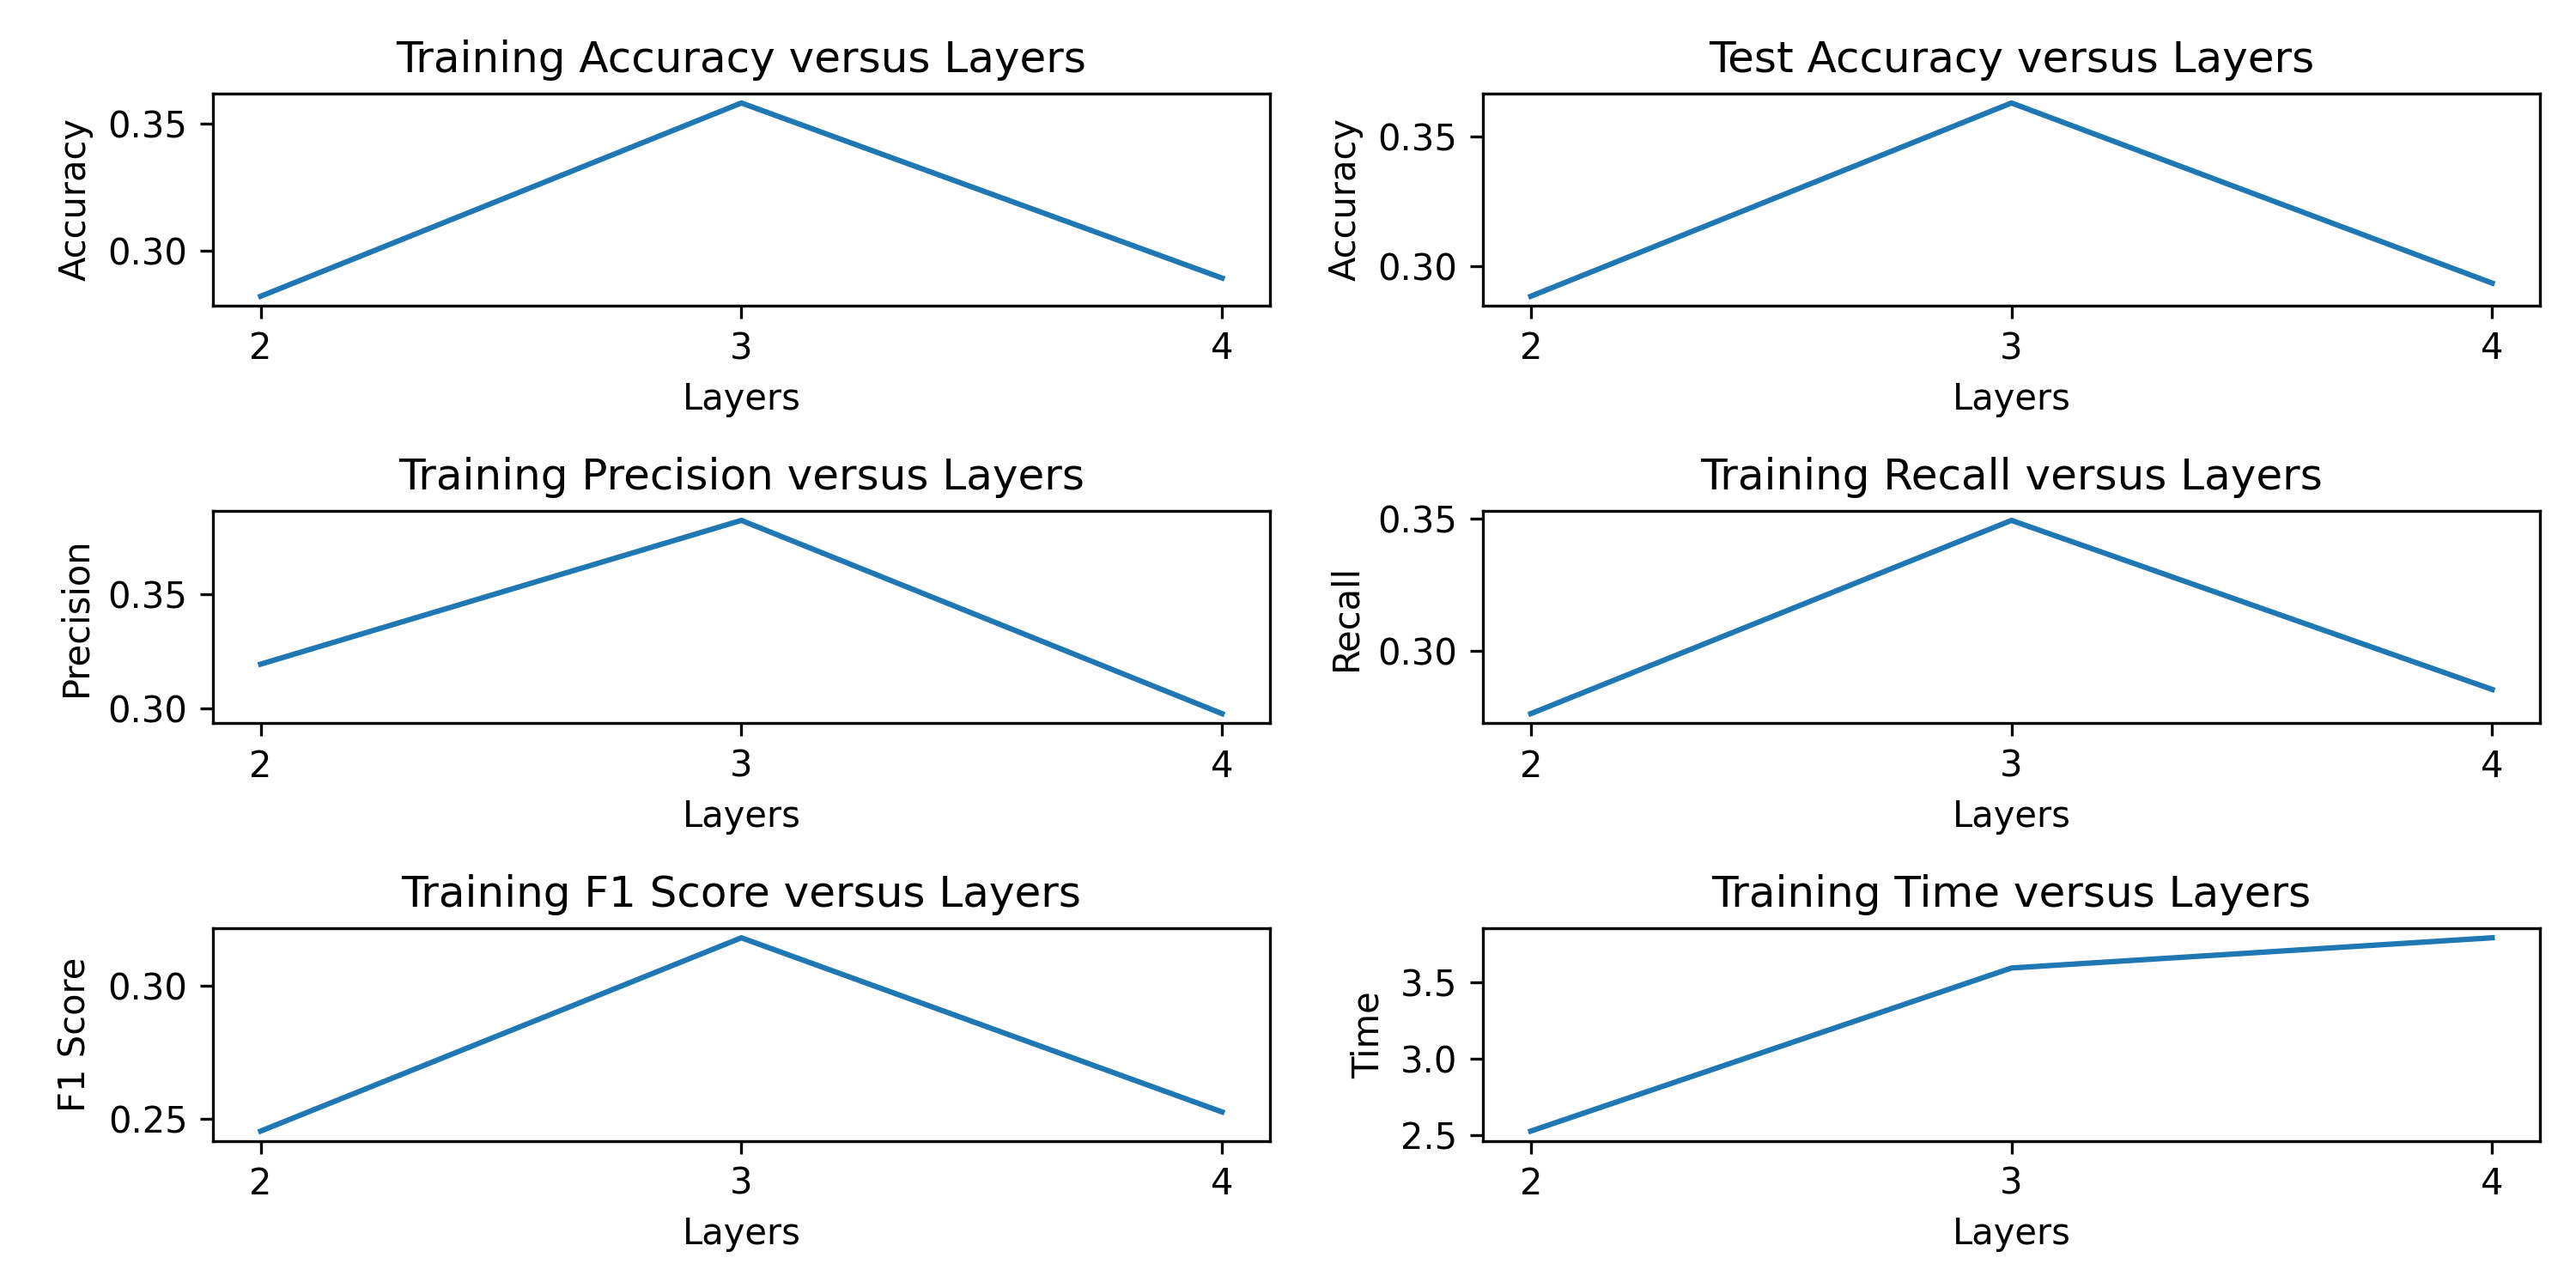 Training Accuracy versus Layers
Accuracy
0.35
0.30
2 3 4
Layers
Test Accuracy versus Layers
Accuracy
0.35
0.30
2 3 4
Layers
Training Precision versus Layers
Precision
0.35
0.30
2 3 4
Layers
Training Recall versus Layers
Recall
0.35
0.30
2 3 4
Layers
Training F1 Score versus Layers
F1 Score
0.30
0.25
2 3 4
Layers
Training Time versus Layers
Time
3.5
3.0
2.5
2 3 4
Layers